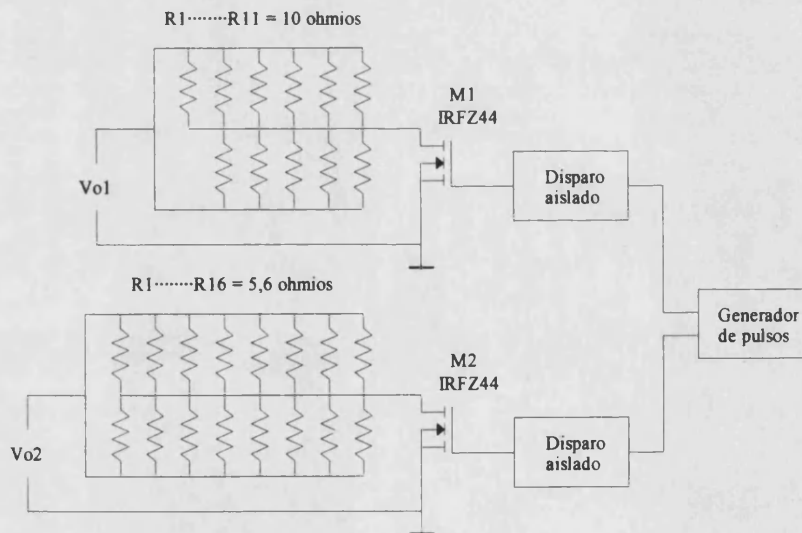 R1········R11 = 10 ohmios
M1
IRFZ44
Vo1
Disparo
aislado
R1·······R16 = 5,6 ohmios
Generador
de pulsos
M2
IRFZ44
Vo2
Disparo
aislado